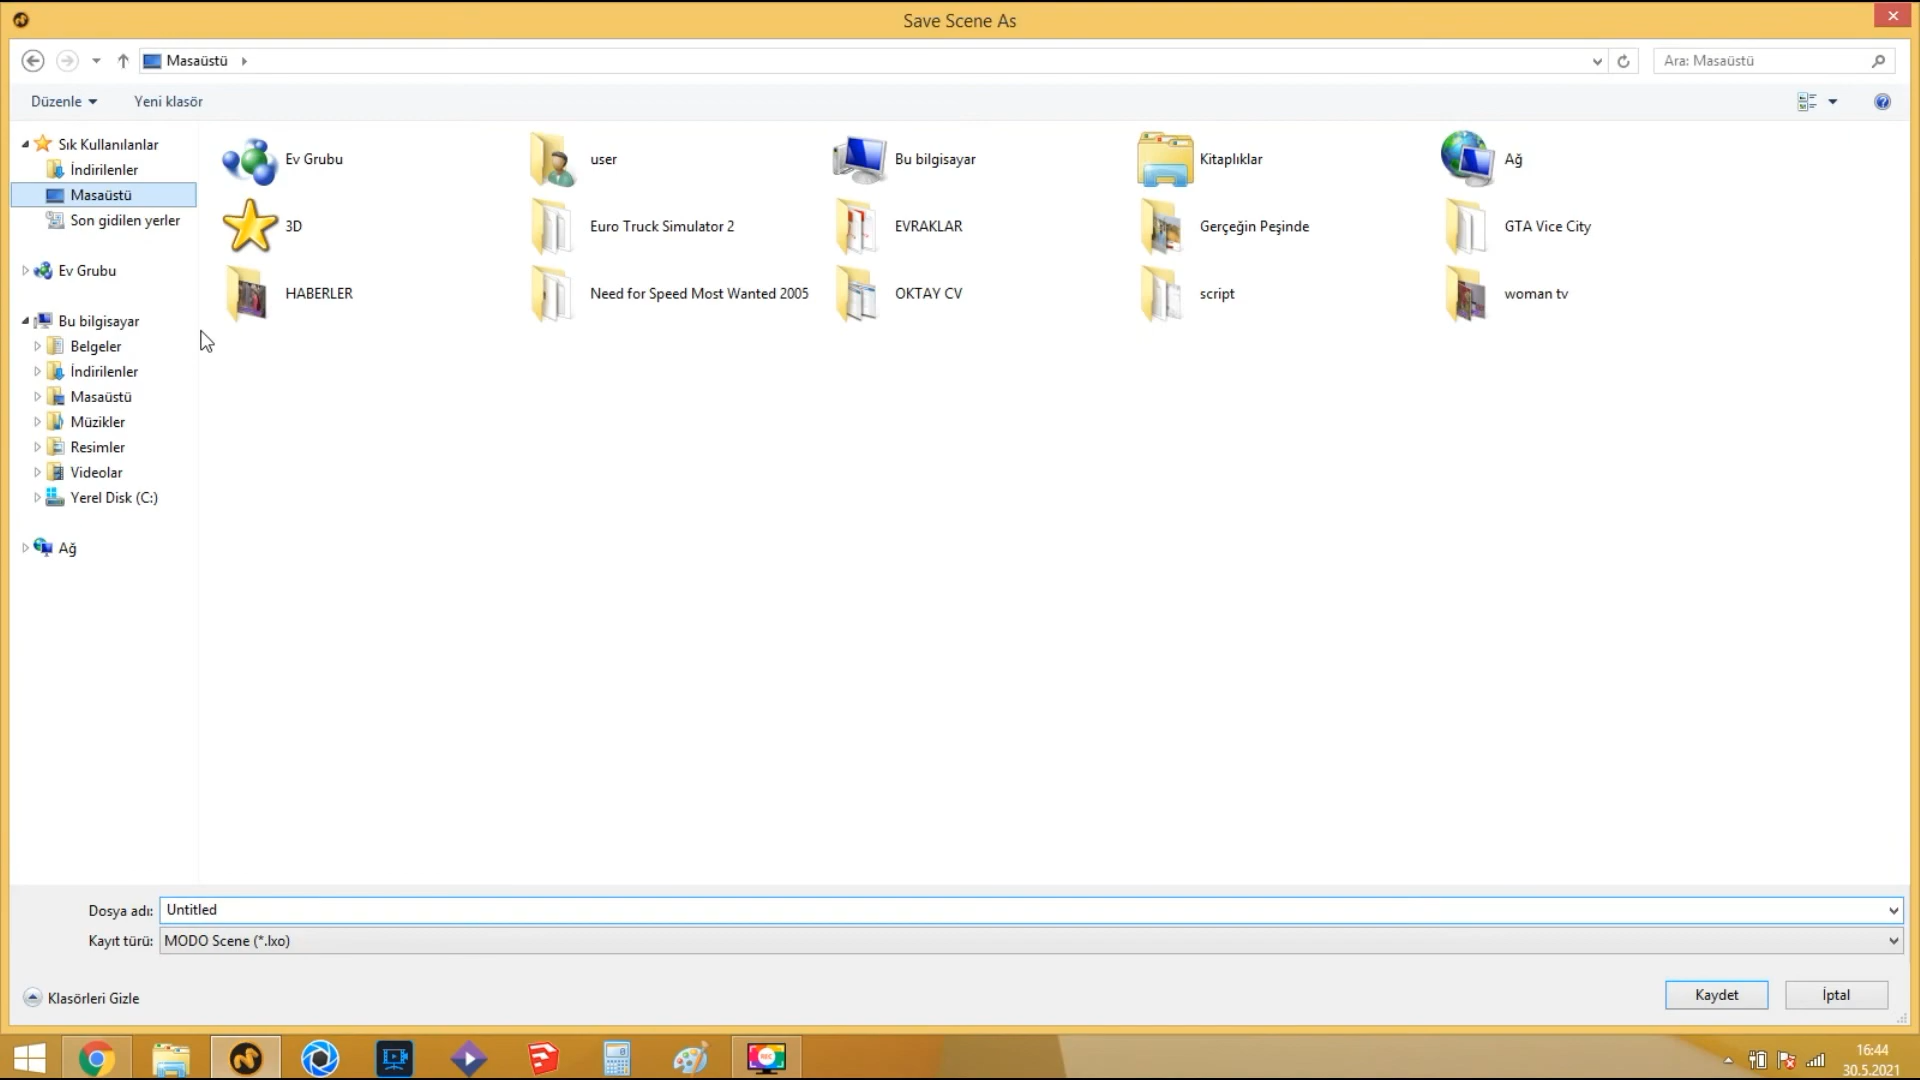 Save Scene As
Masaüstü
Ara: Masaüstü
Düzenle
Yeni klasör
Sık Kullanılanlar
İndirilenler
Masaüstü
Son gidilen yerler
Ev Grubu
Bu bilgisayar
Belgeler
İndirilenler
Masaüstü
Müzikler
Resimler
Videolar
Yerel Disk (C:)
Ağ
Ev Grubu
user
Bu bilgisayar
Kitaplıklar
Ağ
3D
Euro Truck Simulator 2
EVRAKLAR
Gerçeğin Peşinde
GTA Vice City
HABERLER
Need for Speed Most Wanted 2005
OKTAY CV
script
woman tv
Dosya adı: Untitled
Kayıt türü: MODO Scene (*.lxo)
Klasörleri Gizle
Kaydet
İptal
REC
16:44
30.5.2021